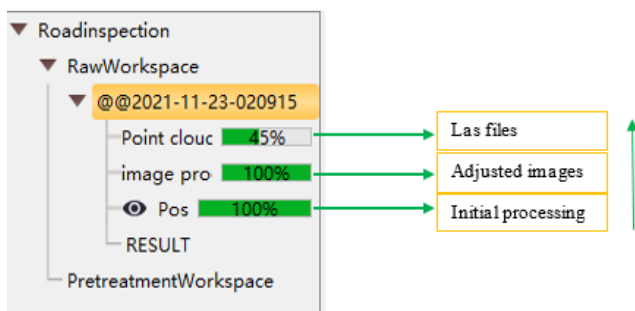 Roadinspection
RawWorkspace
@@2021-11-23-020915
Point clouc 45%
Las files
image pro 100%
Adjusted images
Pos 100%
Initial processing
RESULT
PretreatmentWorkspace